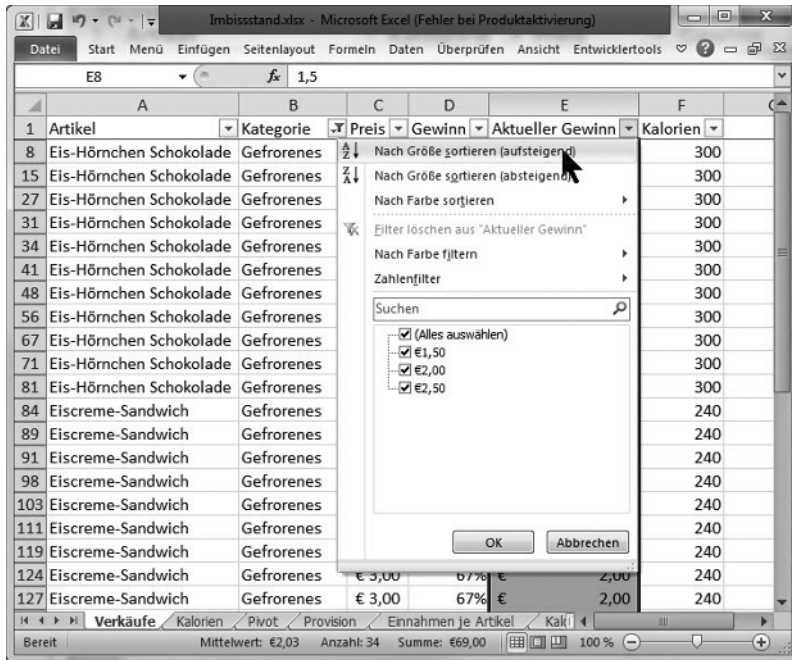 Imbissstand.xlsx - Microsoft Excel (Fehler bei Produktaktivierung)
Datei Start Menü Einfügen Seitenlayout Formeln Daten Überprüfen Ansicht Entwicklertools
E8 fx 1,5
A B C D E F
1 Artikel Kategorie Preis Gewinn Aktueller Gewinn Kalorien
8 Eis-Hörnchen Schokolade Gefrorenes Nach Größe sortieren (aufsteigend) 300
15 Eis-Hörnchen Schokolade Gefrorenes Nach Größe sortieren (absteigend) 300
27 Eis-Hörnchen Schokolade Gefrorenes Nach Farbe sortieren 300
31 Eis-Hörnchen Schokolade Gefrorenes Filter löschen aus "Aktueller Gewinn" 300
34 Eis-Hörnchen Schokolade Gefrorenes Nach Farbe filtern 300
41 Eis-Hörnchen Schokolade Gefrorenes Zahlenfilter 300
48 Eis-Hörnchen Schokolade Gefrorenes 300
56 Eis-Hörnchen Schokolade Gefrorenes Suchen 300
67 Eis-Hörnchen Schokolade Gefrorenes (Alles auswählen) 300
71 Eis-Hörnchen Schokolade Gefrorenes €1,50 300
€2,00
81 Eis-Hörnchen Schokolade Gefrorenes €2,50 300
84 Eiscreme-Sandwich Gefrorenes 240
89 Eiscreme-Sandwich Gefrorenes 240
91 Eiscreme-Sandwich Gefrorenes 240
98 Eiscreme-Sandwich Gefrorenes 240
103 Eiscreme-Sandwich Gefrorenes 240
111 Eiscreme-Sandwich Gefrorenes 240
119 Eiscreme-Sandwich Gefrorenes OK Abbrechen 240
124 Eiscreme-Sandwich Gefrorenes € 3,00 67% € 2,00 240
127 Eiscreme-Sandwich Gefrorenes € 3,00 67% € 2,00 240
Verkäufe Kalorien Pivot Provision Einnahmen je Artikel
Bereit Mittelwert: €2,03 Anzahl: 34 Summe: €69,00 100 %